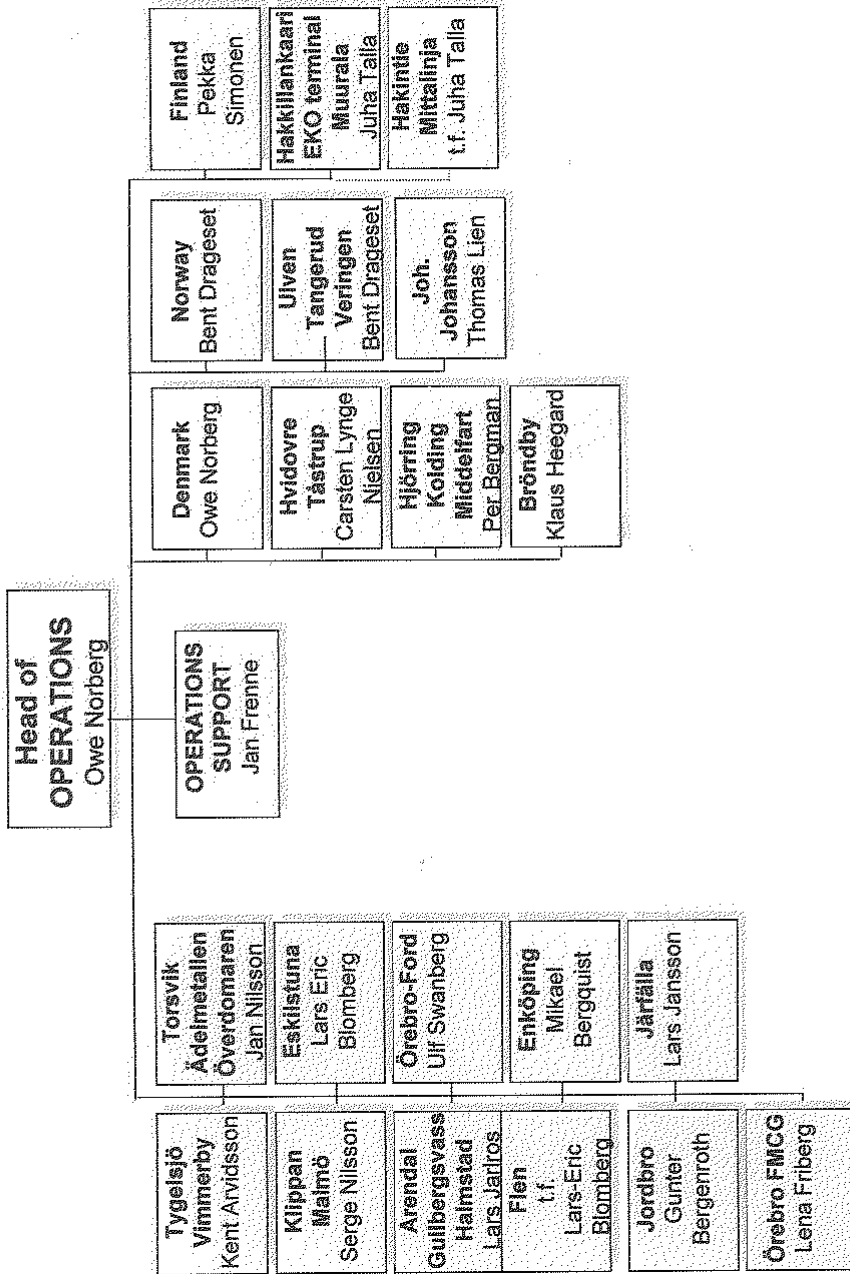 Head of
OPERATIONS
Owe Norberg
OPERATIONS
SUPPORT
Jan Frenne
Tygelsjö
Vimmerby
Kent Arvidsson
Klippan
Malmö
Serge Nilsson
Arendal
Gullbergsvass
Halmstad
Lars Jarlros
Flen
t.f.
Lars-Eric
Blomberg
Jordbro
Gunter
Bergenroth
Örebro FMCG
Lena Friberg
Torsvik
Ädelmetallen
Överdomaren
Jan Nilsson
Eskilstuna
Lars Eric
Blomberg
Örebro-Ford
Ulf Swanberg
Enköping
Mikael
Bergquist
Järfälla
Lars Jansson
Denmark
Owe Norberg
Hvidovre
Tåstrup
Carsten Lynge
Nielsen
Hjörring
Kolding
Middelfart
Per Bergman
Bröndby
Klaus Heegard
Norway
Bent Drageset
Ulven
Tangerud
Veringen
Bent Drageset
Joh.
Johansson
Thomas Lien
Finland
Pekka
Simonen
Hakkillankaari
EKO terminal
Muurala
Juha Talla
Hakintie
Mittalinja
t.f. Juha Talla